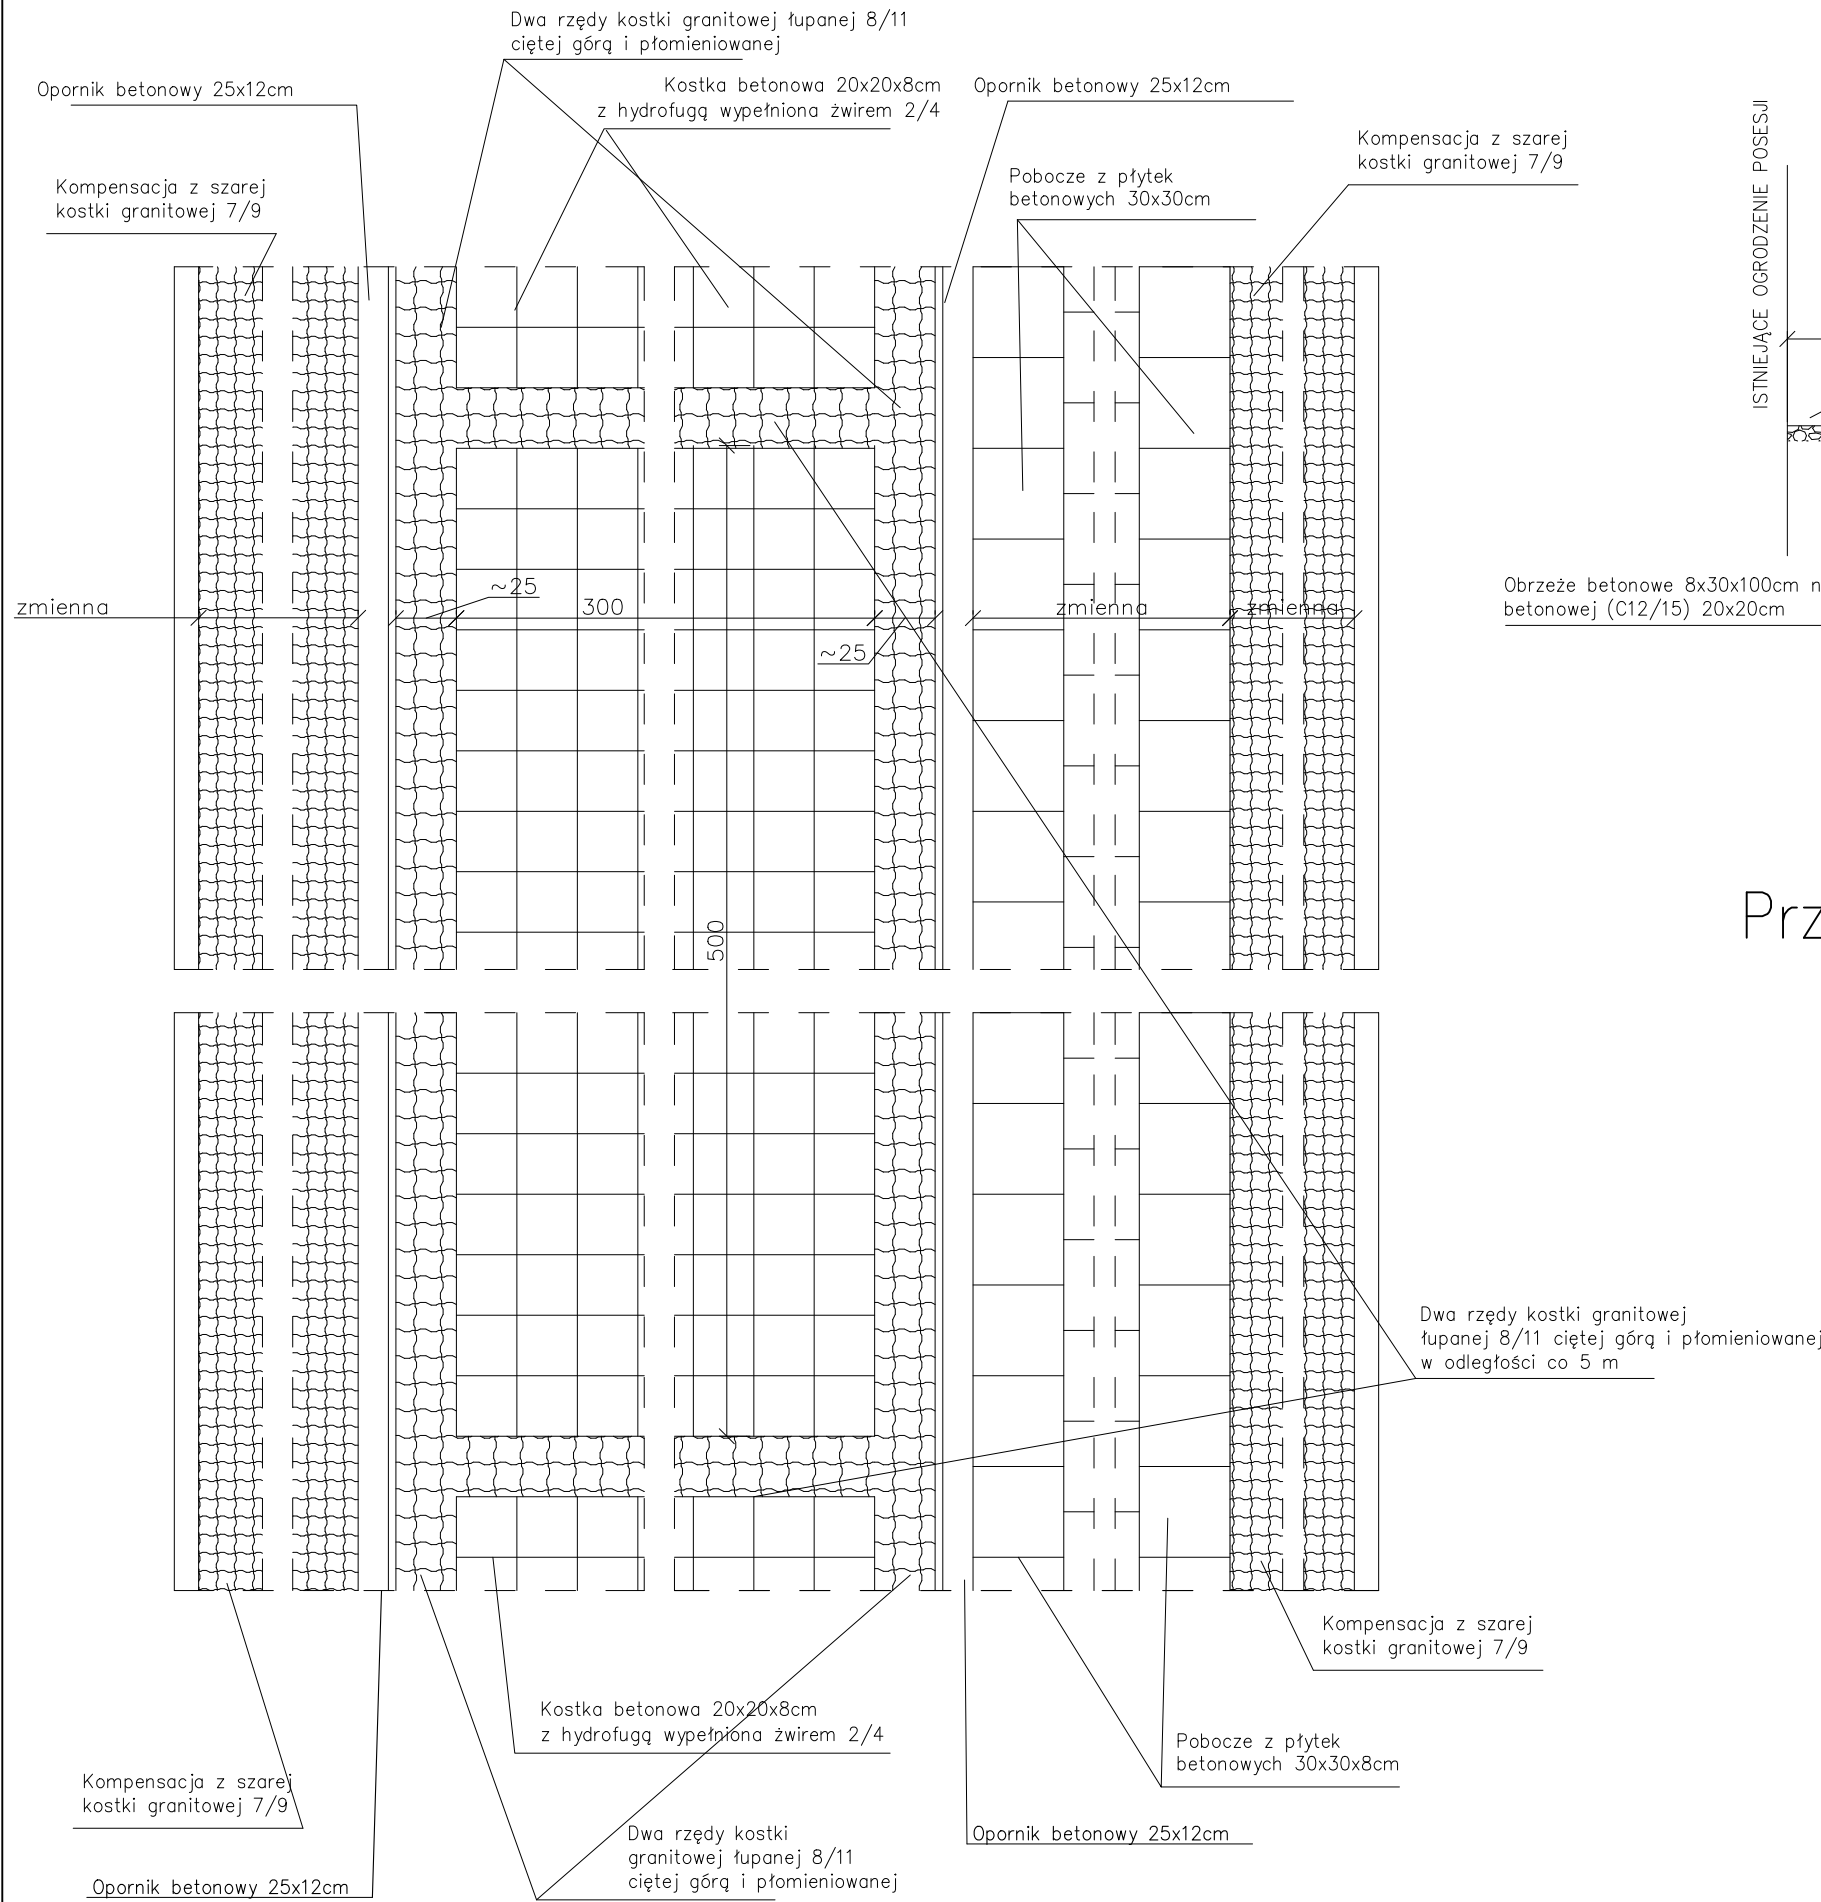 Dwa rzędy kostki granitowej łupanej 8/11
ciętej górą i płomieniowanej
Opornik betonowy 25x12cm
Kostka betonowa 20x20x8cm
z hydrofugą wypełniona żwirem 2/4
Opornik betonowy 25x12cm
Kompensacja z szarej
kostki granitowej 7/9
Pobocze z płytek
betonowych 30x30cm
Kompensacja z szarej
kostki granitowej 7/9
ISTNIEJĄCE OGRODZENIE POSESJI
zmienna
~25
300
~25
zmienna
zmienna
Obrzeże betonowe 8x30x100cm n
betonowej (C12/15) 20x20cm
500
Prz
Dwa rzędy kostki granitowej
łupanej 8/11 ciętej górą i płomieniowanej
w odległości co 5 m
Kompensacja z szarej
kostki granitowej 7/9
Kostka betonowa 20x20x8cm
z hydrofugą wypełniona żwirem 2/4
Pobocze z płytek
betonowych 30x30x8cm
Kompensacja z szarej
kostki granitowej 7/9
Dwa rzędy kostki
granitowej łupanej 8/11
ciętej górą i płomieniowanej
Opornik betonowy 25x12cm
Opornik betonowy 25x12cm